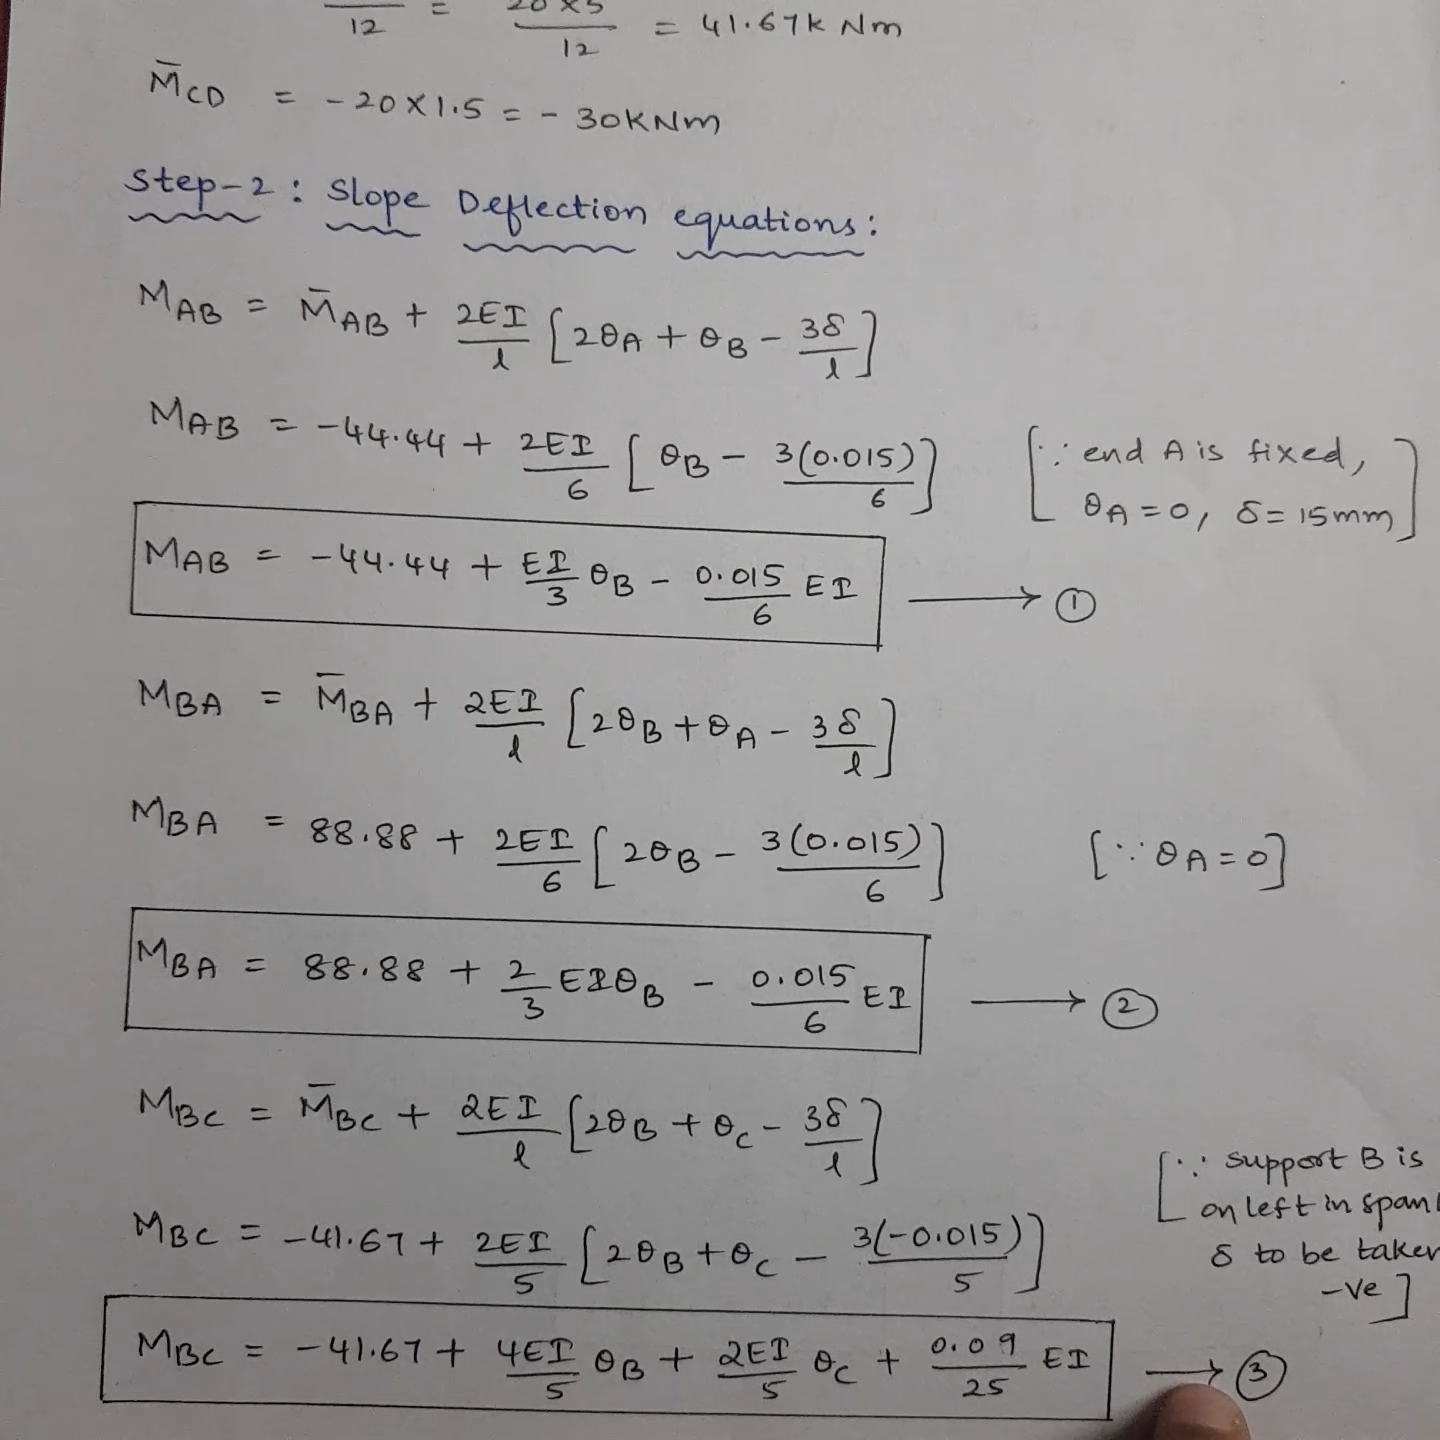 12 = 20×5 / 12 = 41.67k Nm
M̄CD = -20×1.5 = -30KNm
Step-2: Slope Deflection equations:
MAB = M̄AB + 2EI/l [2θA + θB - 3δ/l]
MAB = -44.44 + 2EI/6 [θB - 3(0.015)/6] [∵ end A is fixed,
θA=0, δ=15mm]
MAB = -44.44 + EI/3 θB - 0.015/6 EI → ①
MBA = M̄BA + 2EI/l [2θB + θA - 3δ/l]
MBA = 88.88 + 2EI/6 [2θB - 3(0.015)/6] [∵ θA=0]
MBA = 88.88 + 2/3 EIθB - 0.015/6 EI → ②
MBC = M̄BC + 2EI/l [2θB + θC - 3δ/l]
[∵ support B is
on left in span
MBC = -41.67 + 2EI/5 [2θB + θC - 3(-0.015)/5]
δ to be taken
-ve]
MBC = -41.67 + 4EI/5 θB + 2EI/5 θC + 0.09/25 EI → ③